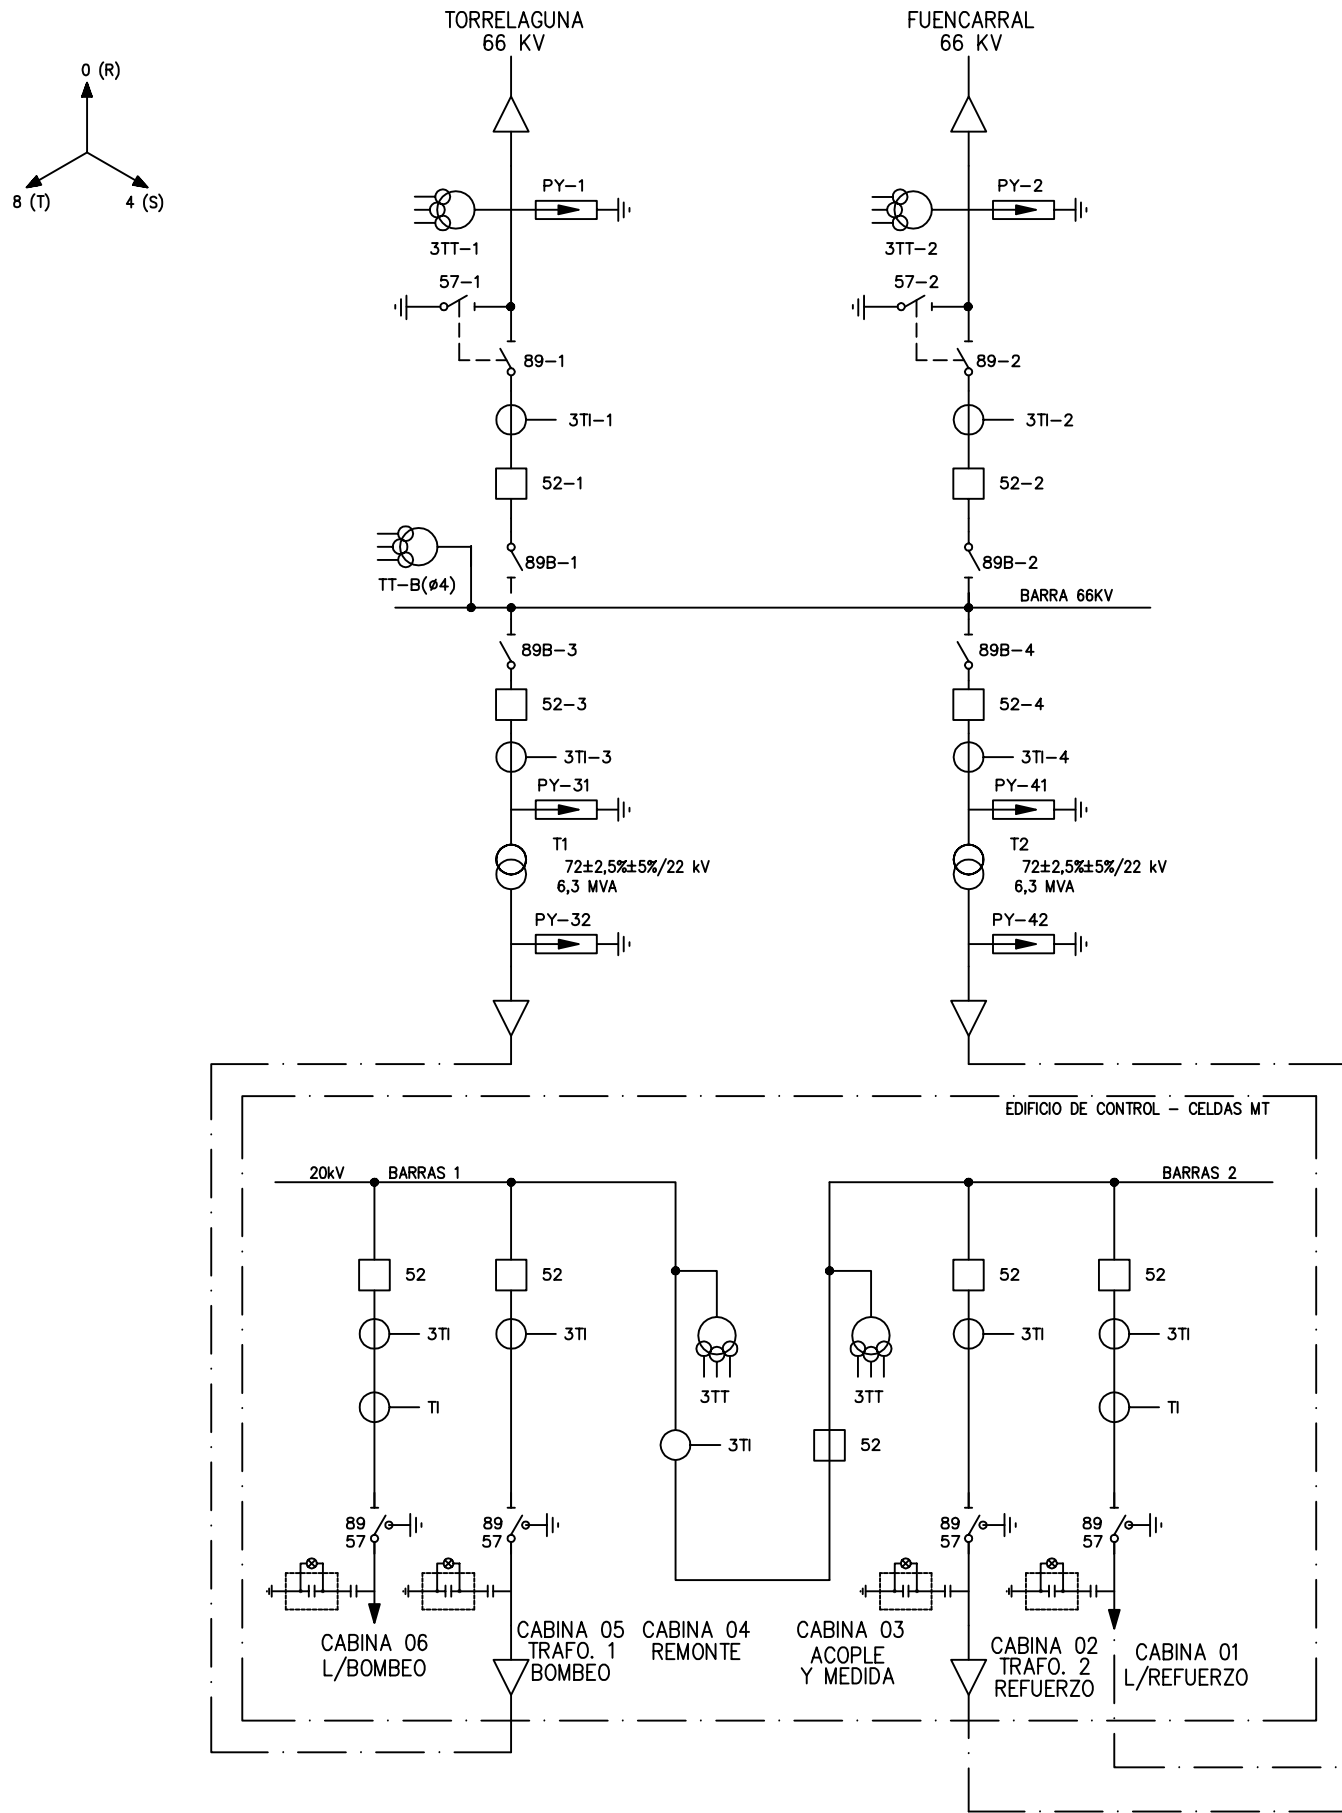 TORRELAGUNA
66 KV
FUENCARRAL
66 KV
0 (R)
8 (T)
4 (S)
PY-1
3TT-1
PY-2
3TT-2
57-1
57-2
89-1
89-2
3TI-1
3TI-2
52-1
52-2
89B-1
89B-2
TT-B(ø4)
BARRA 66KV
89B-3
89B-4
52-3
52-4
3TI-3
3TI-4
PY-31
PY-41
T1
72±2,5%±5%/22 kV
6,3 MVA
T2
72±2,5%±5%/22 kV
6,3 MVA
PY-32
PY-42
EDIFICIO DE CONTROL - CELDAS MT
20kV
BARRAS 1
BARRAS 2
52
52
52
52
3TI
3TI
3TI
3TI
3TT
3TT
TI
TI
3TI
52
89
57
89
57
89
57
89
57
CABINA 06
L/BOMBEO
CABINA 05
TRAFO. 1
BOMBEO
CABINA 04
REMONTE
CABINA 03
ACOPLE
Y MEDIDA
CABINA 02
TRAFO. 2
REFUERZO
CABINA 01
L/REFUERZO